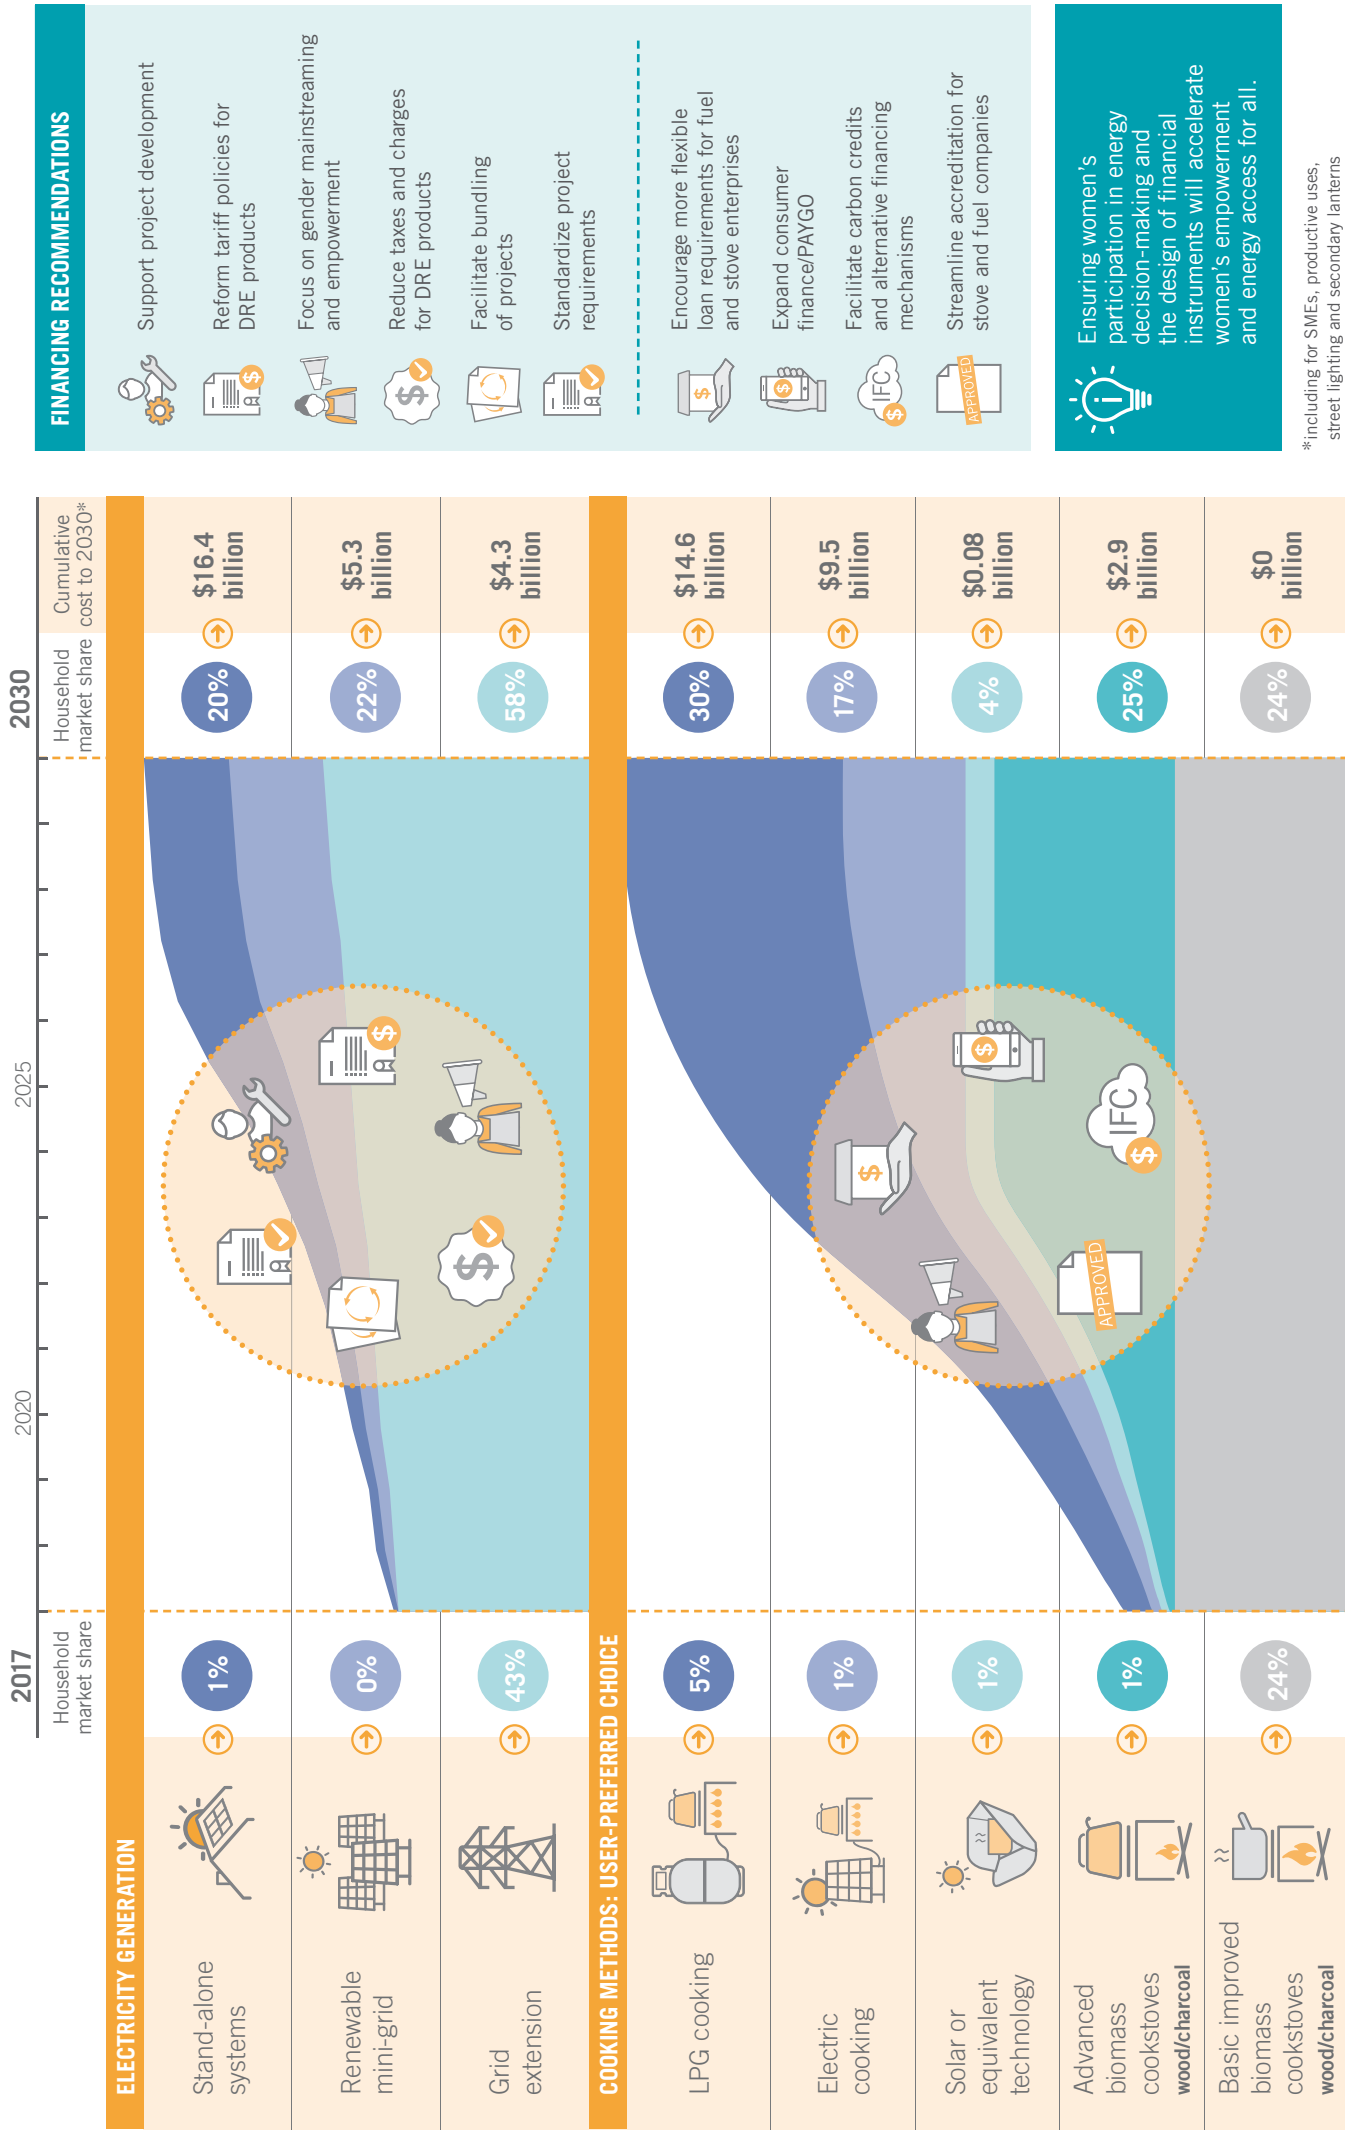 2017
2020
2025
2030
Household
market share
Household
market share
Cumulative
cost to 2030*
ELECTRICITY GENERATION
Stand-alone
systems
1%
20%
$16.4
billion
Renewable
mini-grid
0%
22%
$5.3
billion
Grid
extension
43%
58%
$4.3
billion
$
$
COOKING METHODS: USER-PREFERRED CHOICE
LPG cooking
5%
30%
$14.6
billion
Electric
cooking
1%
17%
$9.5
billion
Solar or
equivalent
technology
1%
4%
$0.08
billion
Advanced
biomass
cookstoves
wood/charcoal
1%
25%
$2.9
billion
Basic improved
biomass
cookstoves
wood/charcoal
24%
24%
$0
billion
$
$
APPROVED
IFC
$
FINANCING RECOMMENDATIONS
Support project development
$
Reform tariff policies for
DRE products
Focus on gender mainstreaming
and empowerment
$
Reduce taxes and charges
for DRE products
Facilitate bundling
of projects
Standardize project
requirements
$
Encourage more flexible
loan requirements for fuel
and stove enterprises
$
Expand consumer
finance/PAYGO
IFC
$
Facilitate carbon credits
and alternative financing
mechanisms
APPROVED
Streamline accreditation for
stove and fuel companies
i
Ensuring women's
participation in energy
decision-making and
the design of financial
instruments will accelerate
women's empowerment
and energy access for all.
*including for SMEs, productive uses,
street lighting and secondary lanterns